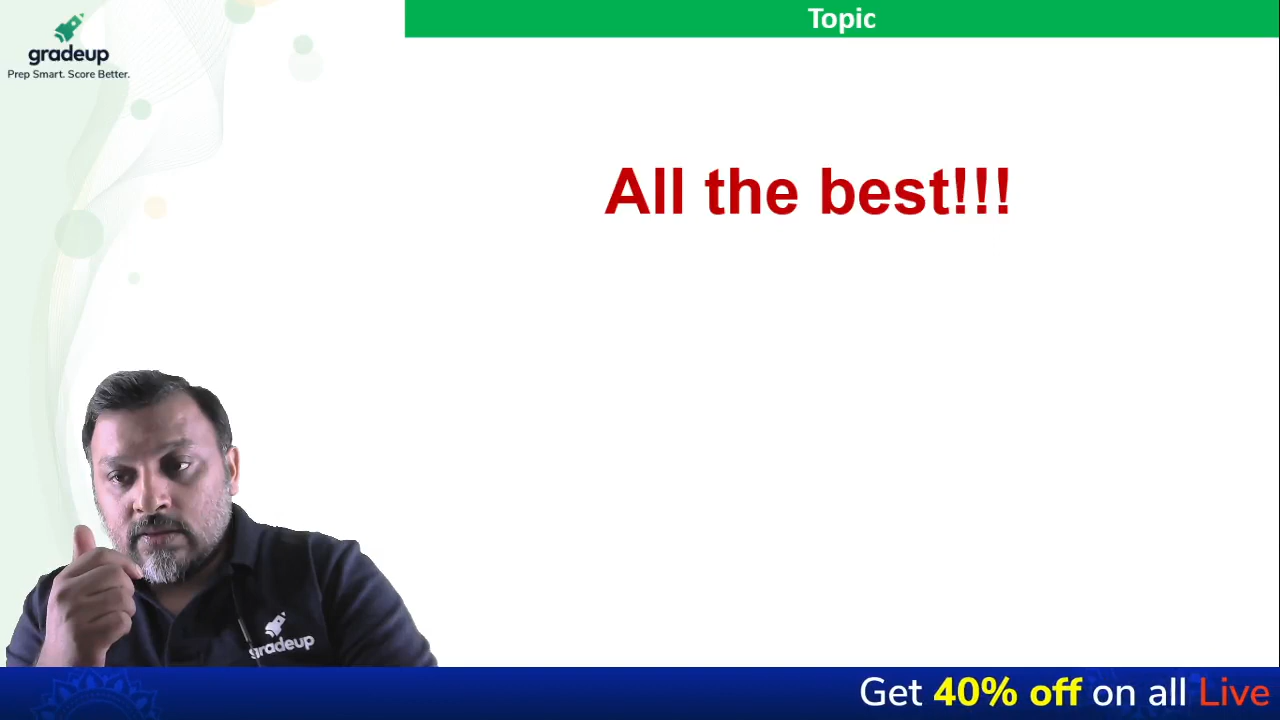 gradeup
Prep Smart. Score Better.
Topic
All the best!!!
gradeup
Get 40% off on all Live